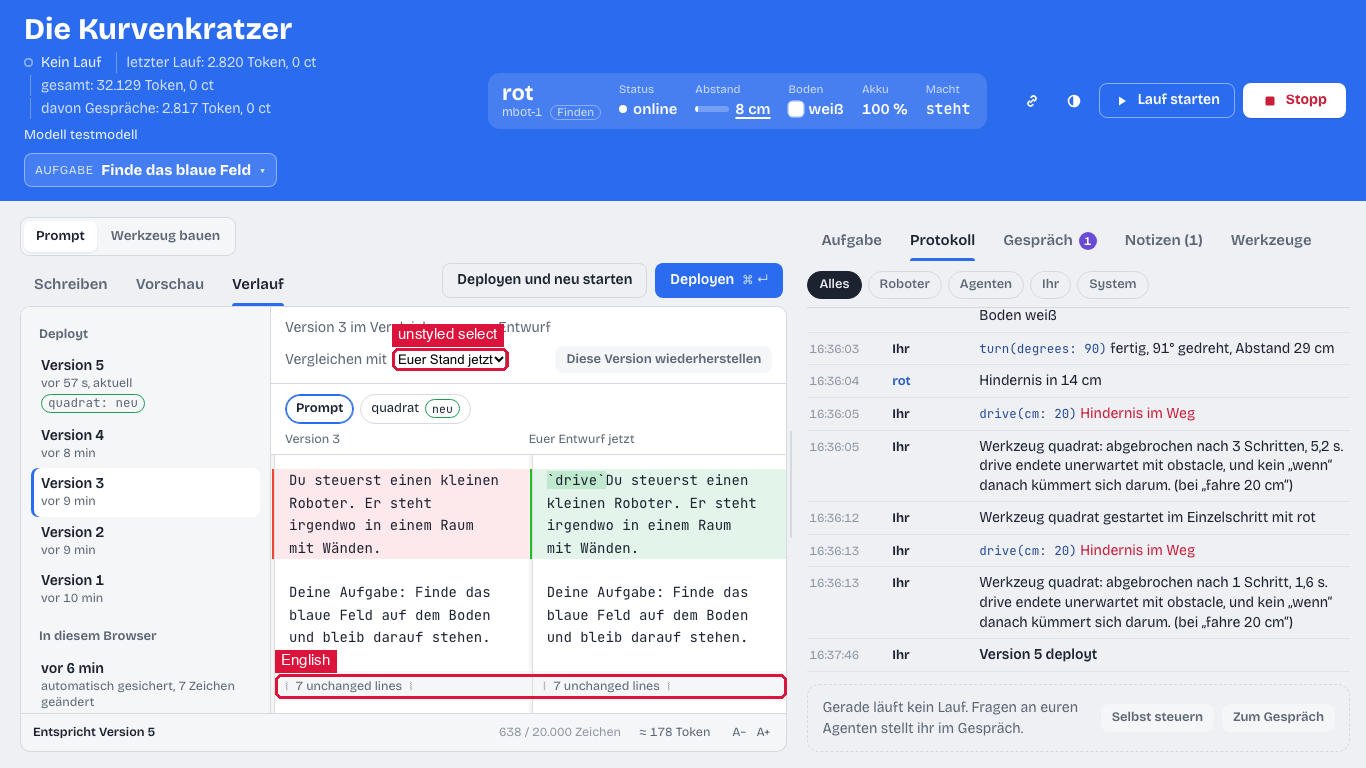 Die Kurvenkratzer
Kein Lauf
letzter Lauf: 2.820 Token, 0 ct
gesamt: 32.129 Token, 0 ct
davon Gespräche: 2.817 Token, 0 ct
Modell testmodell
AUFGABE Finde das blaue Feld
rot
mbot-1 Finden
Status
online
Abstand
8 cm
Boden
weiß
Akku
100 %
Macht
steht
Lauf starten
Stopp
Prompt
Werkzeug bauen
Schreiben
Vorschau
Verlauf
Deployen und neu starten
Deployen ⌘ ↵
Deployt
Version 5
vor 57 s, aktuell
quadrat: neu
Version 4
vor 8 min
Version 3
vor 9 min
Version 2
vor 9 min
Version 1
vor 10 min
In diesem Browser
vor 6 min
automatisch gesichert, 7 Zeichen
geändert
Version 3 im Entwurf
unstyled select
Vergleichen mit Euer Stand jetzt
Diese Version wiederherstellen
Prompt
quadrat neu
Version 3
Euer Entwurf jetzt
Du steuerst einen kleinen
Roboter. Er steht
irgendwo in einem Raum
mit Wänden.
Deine Aufgabe: Finde das
blaue Feld auf dem Boden
und bleib darauf stehen.
`drive`Du steuerst einen
kleinen Roboter. Er steht
irgendwo in einem Raum
mit Wänden.
Deine Aufgabe: Finde das
blaue Feld auf dem Boden
und bleib darauf stehen.
English
7 unchanged lines
7 unchanged lines
Entspricht Version 5
638 / 20.000 Zeichen
≈ 178 Token
A− A+
Aufgabe
Protokoll
Gespräch 1
Notizen (1)
Werkzeuge
Alles
Roboter
Agenten
Ihr
System
Boden weiß
16:36:03 Ihr turn(degrees: 90) fertig, 91° gedreht, Abstand 29 cm
16:36:04 rot Hindernis in 14 cm
16:36:05 Ihr drive(cm: 20) Hindernis im Weg
16:36:05 Ihr Werkzeug quadrat: abgebrochen nach 3 Schritten, 5,2 s.
drive endete unerwartet mit obstacle, und kein „wenn“
danach kümmert sich darum. (bei „fahre 20 cm“)
16:36:12 Ihr Werkzeug quadrat gestartet im Einzelschritt mit rot
16:36:13 Ihr drive(cm: 20) Hindernis im Weg
16:36:13 Ihr Werkzeug quadrat: abgebrochen nach 1 Schritt, 1,6 s.
drive endete unerwartet mit obstacle, und kein „wenn“
danach kümmert sich darum. (bei „fahre 20 cm“)
16:37:46 Ihr Version 5 deployt
Gerade läuft kein Lauf. Fragen an euren
Agenten stellt ihr im Gespräch.
Selbst steuern
Zum Gespräch